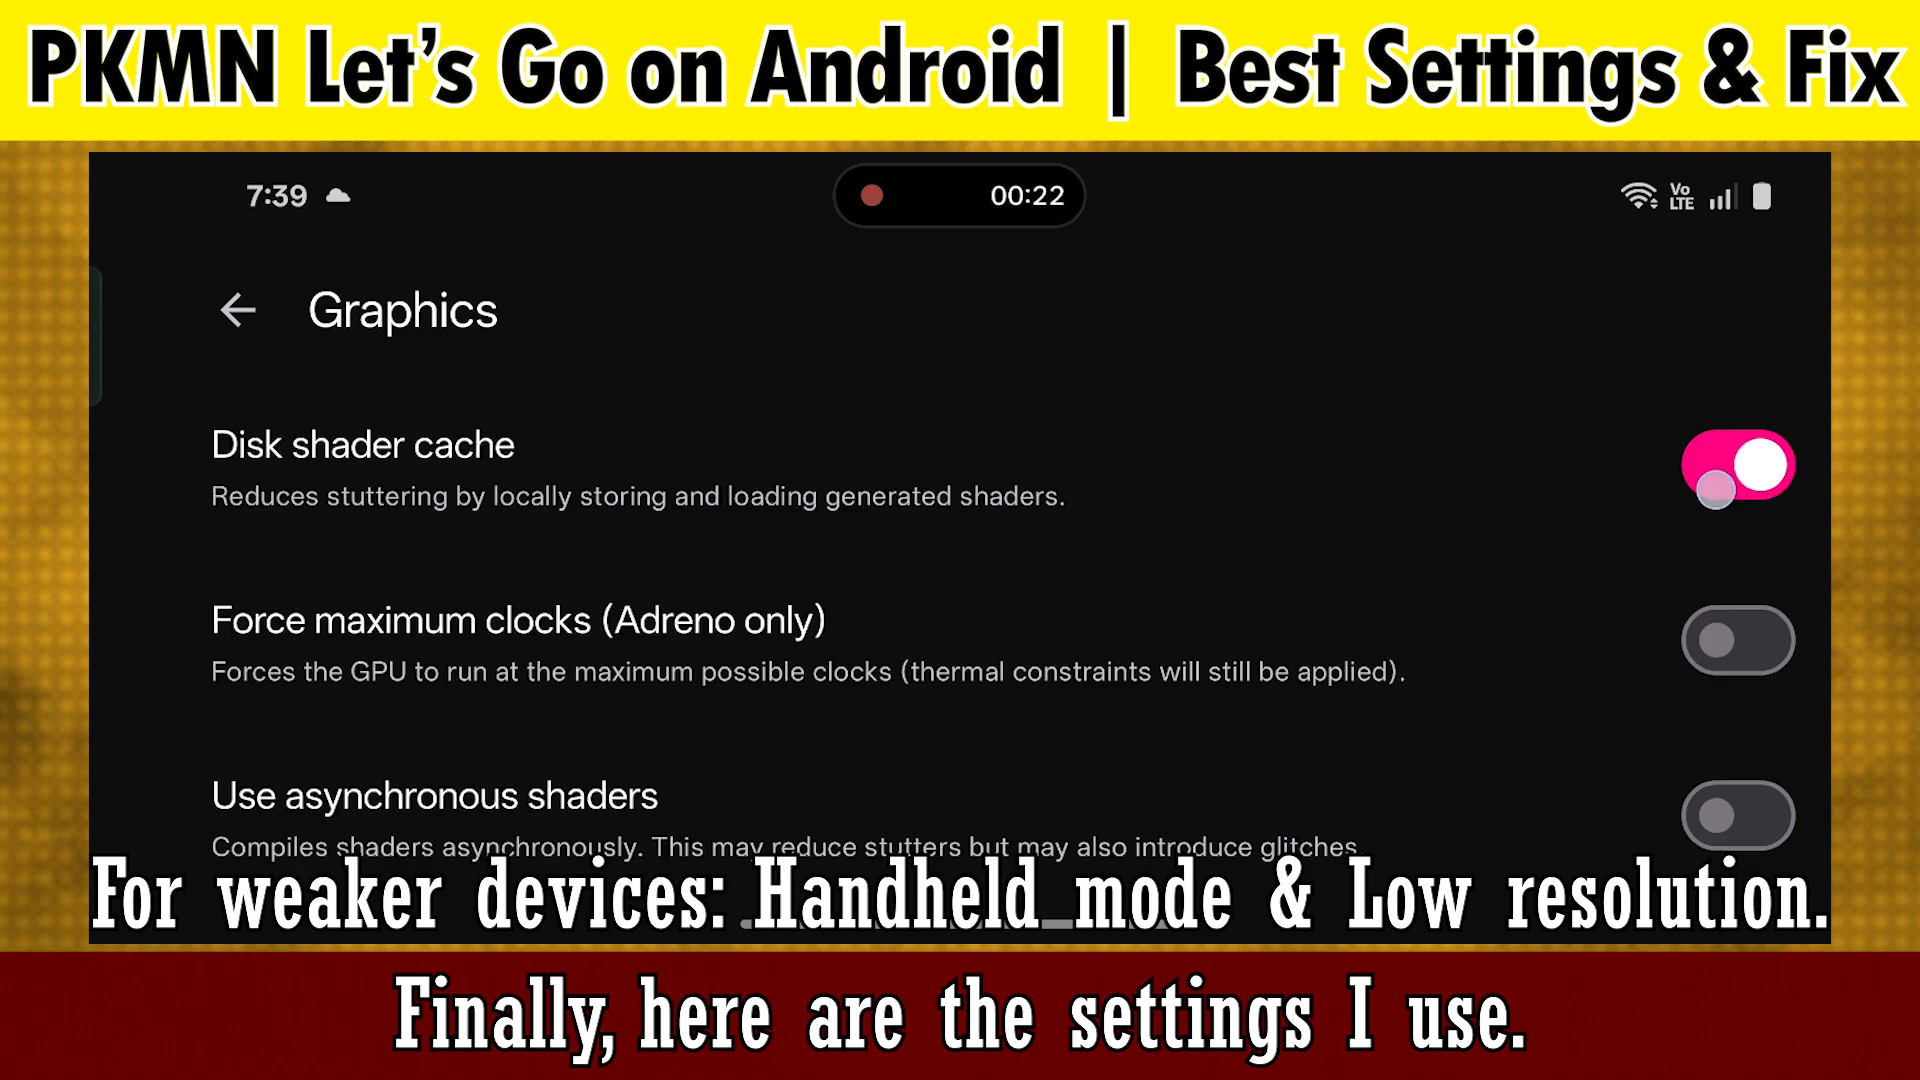 PKMN Let's Go on Android | Best Settings & Fix
7:39
00:22
Vo LTE
Graphics
Disk shader cache
Reduces stuttering by locally storing and loading generated shaders.
Force maximum clocks (Adreno only)
Forces the GPU to run at the maximum possible clocks (thermal constraints will still be applied).
Use asynchronous shaders
Compiles shaders asynchronously. This may reduce stutters but may also introduce glitches.
For weaker devices: Handheld mode & Low resolution.
Finally, here are the settings I use.